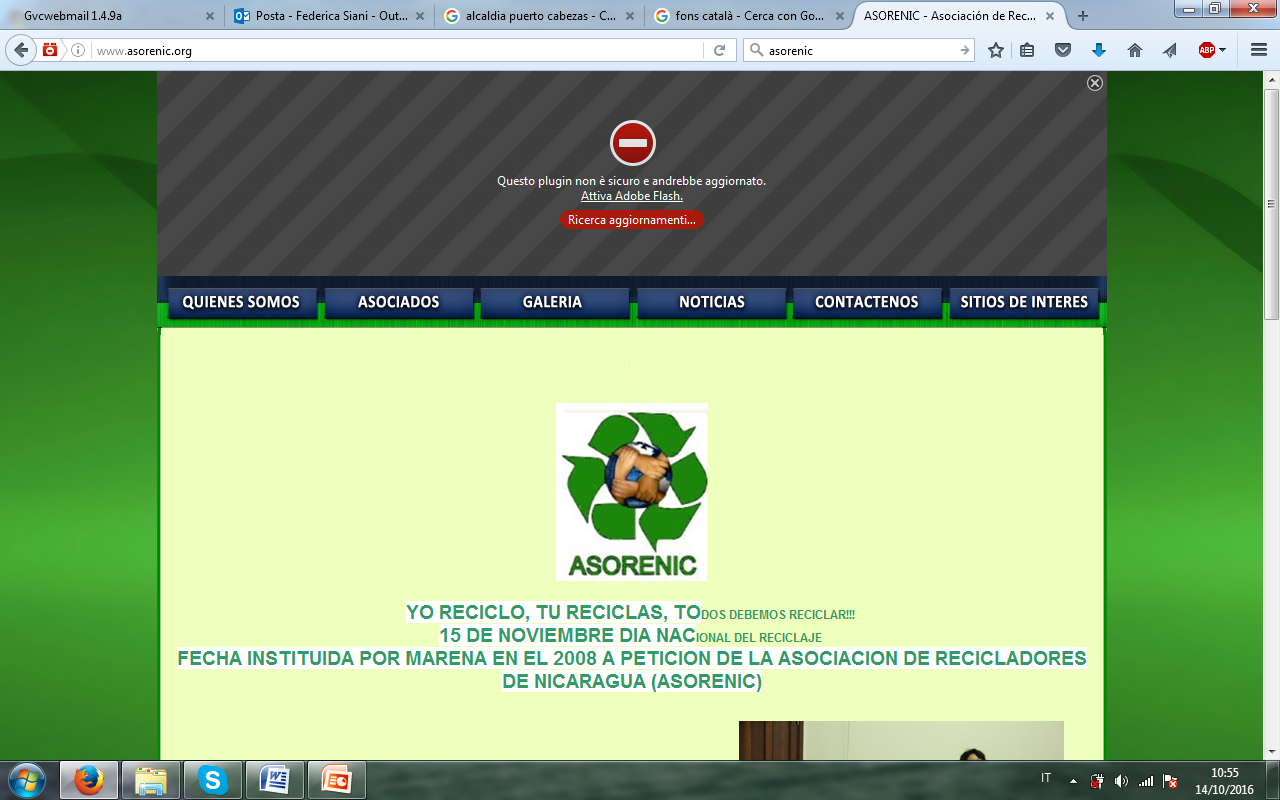 Gvcwebmail 1.4.9a
Posta - Federica Siani - Out...
alcaldia puerto cabezas - C...
fons català - Cerca con Go...
ASORENIC - Asociación de Rec...
www.asorenic.org
asorenic
ABP
Questo plugin non è sicuro e andrebbe aggiornato.
Attiva Adobe Flash.
Ricerca aggiornamenti...
QUIENES SOMOS
ASOCIADOS
GALERIA
NOTICIAS
CONTACTENOS
SITIOS DE INTERES
ASORENIC
YO RECICLO, TU RECICLAS, TODOS DEBEMOS RECICLAR!!!
15 DE NOVIEMBRE DIA NACIONAL DEL RECICLAJE
FECHA INSTITUIDA POR MARENA EN EL 2008 A PETICION DE LA ASOCIACION DE RECICLADORES
DE NICARAGUA (ASORENIC)
IT
10:55
14/10/2016